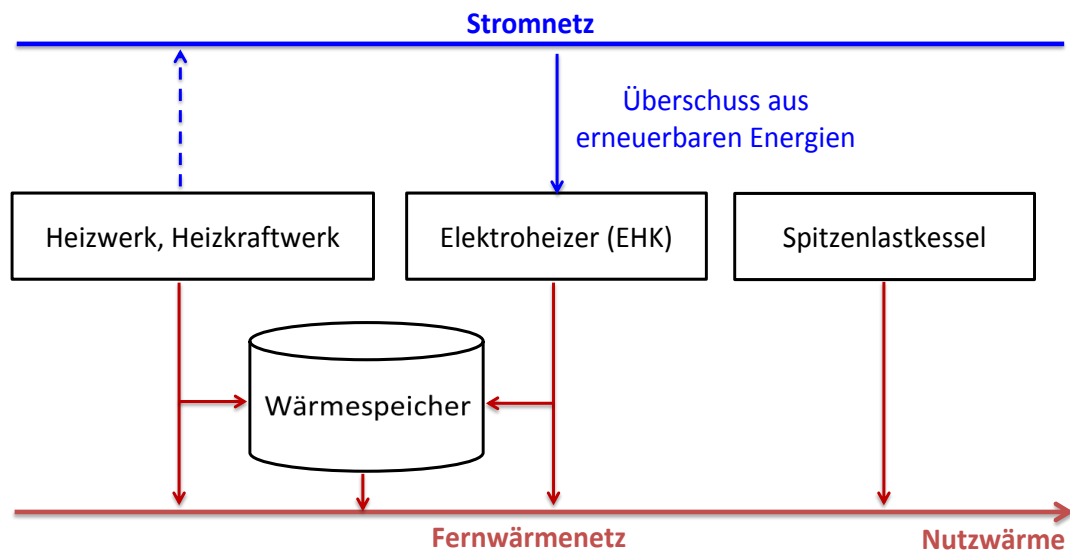 Stromnetz
Überschuss aus
erneuerbaren Energien
Heizwerk, Heizkraftwerk
Elektroheizer (EHK)
Spitzenlastkessel
Wärmespeicher
Fernwärmenetz
Nutzwärme